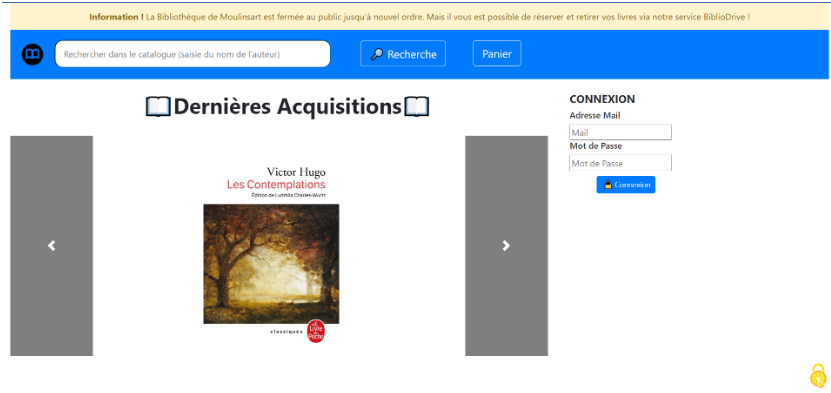 Information ! La Bibliothèque de Moulinsart est fermée au public jusqu'à nouvel ordre. Mais il vous est possible de réserver et retirer vos livres via notre service BiblioDrive !
Rechercher dans le catalogue (saisie du nom de l'auteur)
Recherche
Panier
Dernières Acquisitions
CONNEXION
Adresse Mail
Mail
Mot de Passe
Mot de Passe
Connexion
Victor Hugo
Les Contemplations
Édition de Ludmila Charles-Wurtz
classiques
Le Livre de Poche